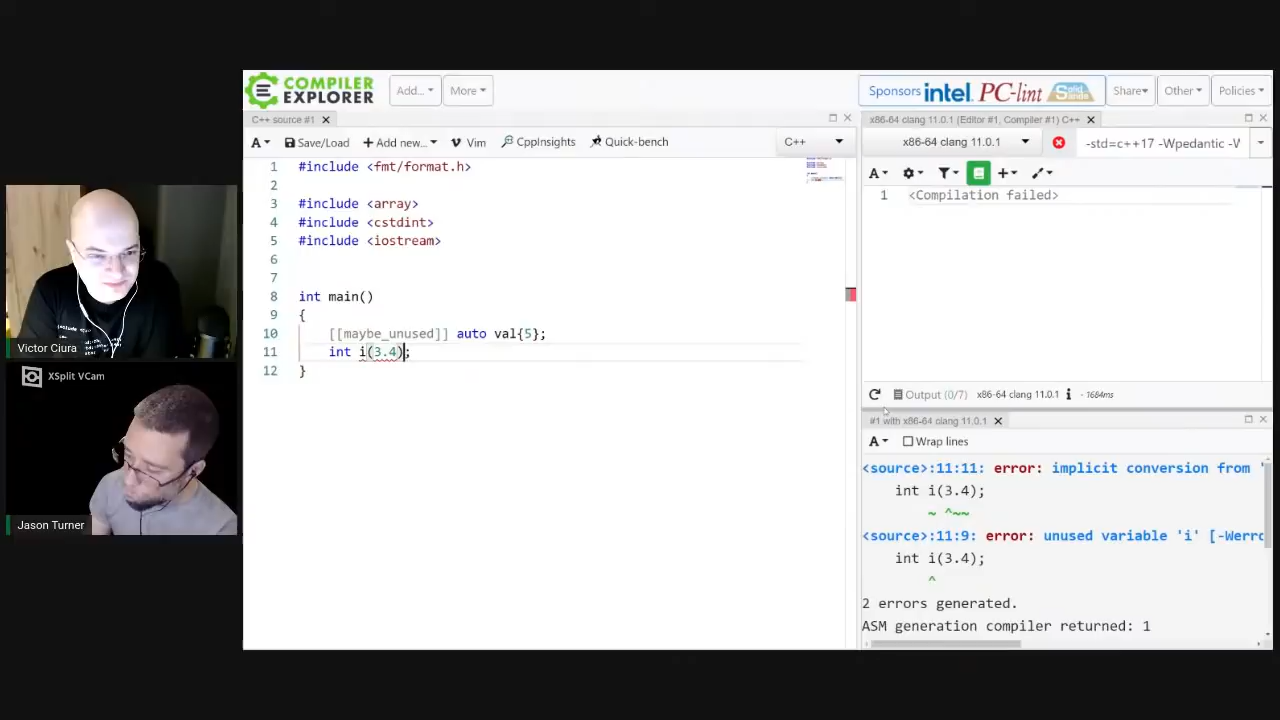 COMPILER
EXPLORER
Add...
More
Sponsors intel. PC-lint Solid Sands
Share
Other
Policies
C++ source #1
A
Save/Load
+ Add new...
Vim
CppInsights
Quick-bench
C++
1 #include <fmt/format.h>
2
3 #include <array>
4 #include <cstdint>
5 #include <iostream>
6
7
8 int main()
9 {
10 [[maybe_unused]] auto val{5};
11 int i(3.4);
12 }
x86-64 clang 11.0.1 (Editor #1, Compiler #1) C++
x86-64 clang 11.0.1
-std=c++17 -Wpedantic -W
A
1 <Compilation failed>
Output (0/7) x86-64 clang 11.0.1 i - 1684ms
#1 with x86-64 clang 11.0.1
A Wrap lines
<source>:11:11: error: implicit conversion from '
int i(3.4);
~ ^~~
<source>:11:9: error: unused variable 'i' [-Werro
int i(3.4);
^
2 errors generated.
ASM generation compiler returned: 1
Victor Ciura
XSplit VCam
Jason Turner